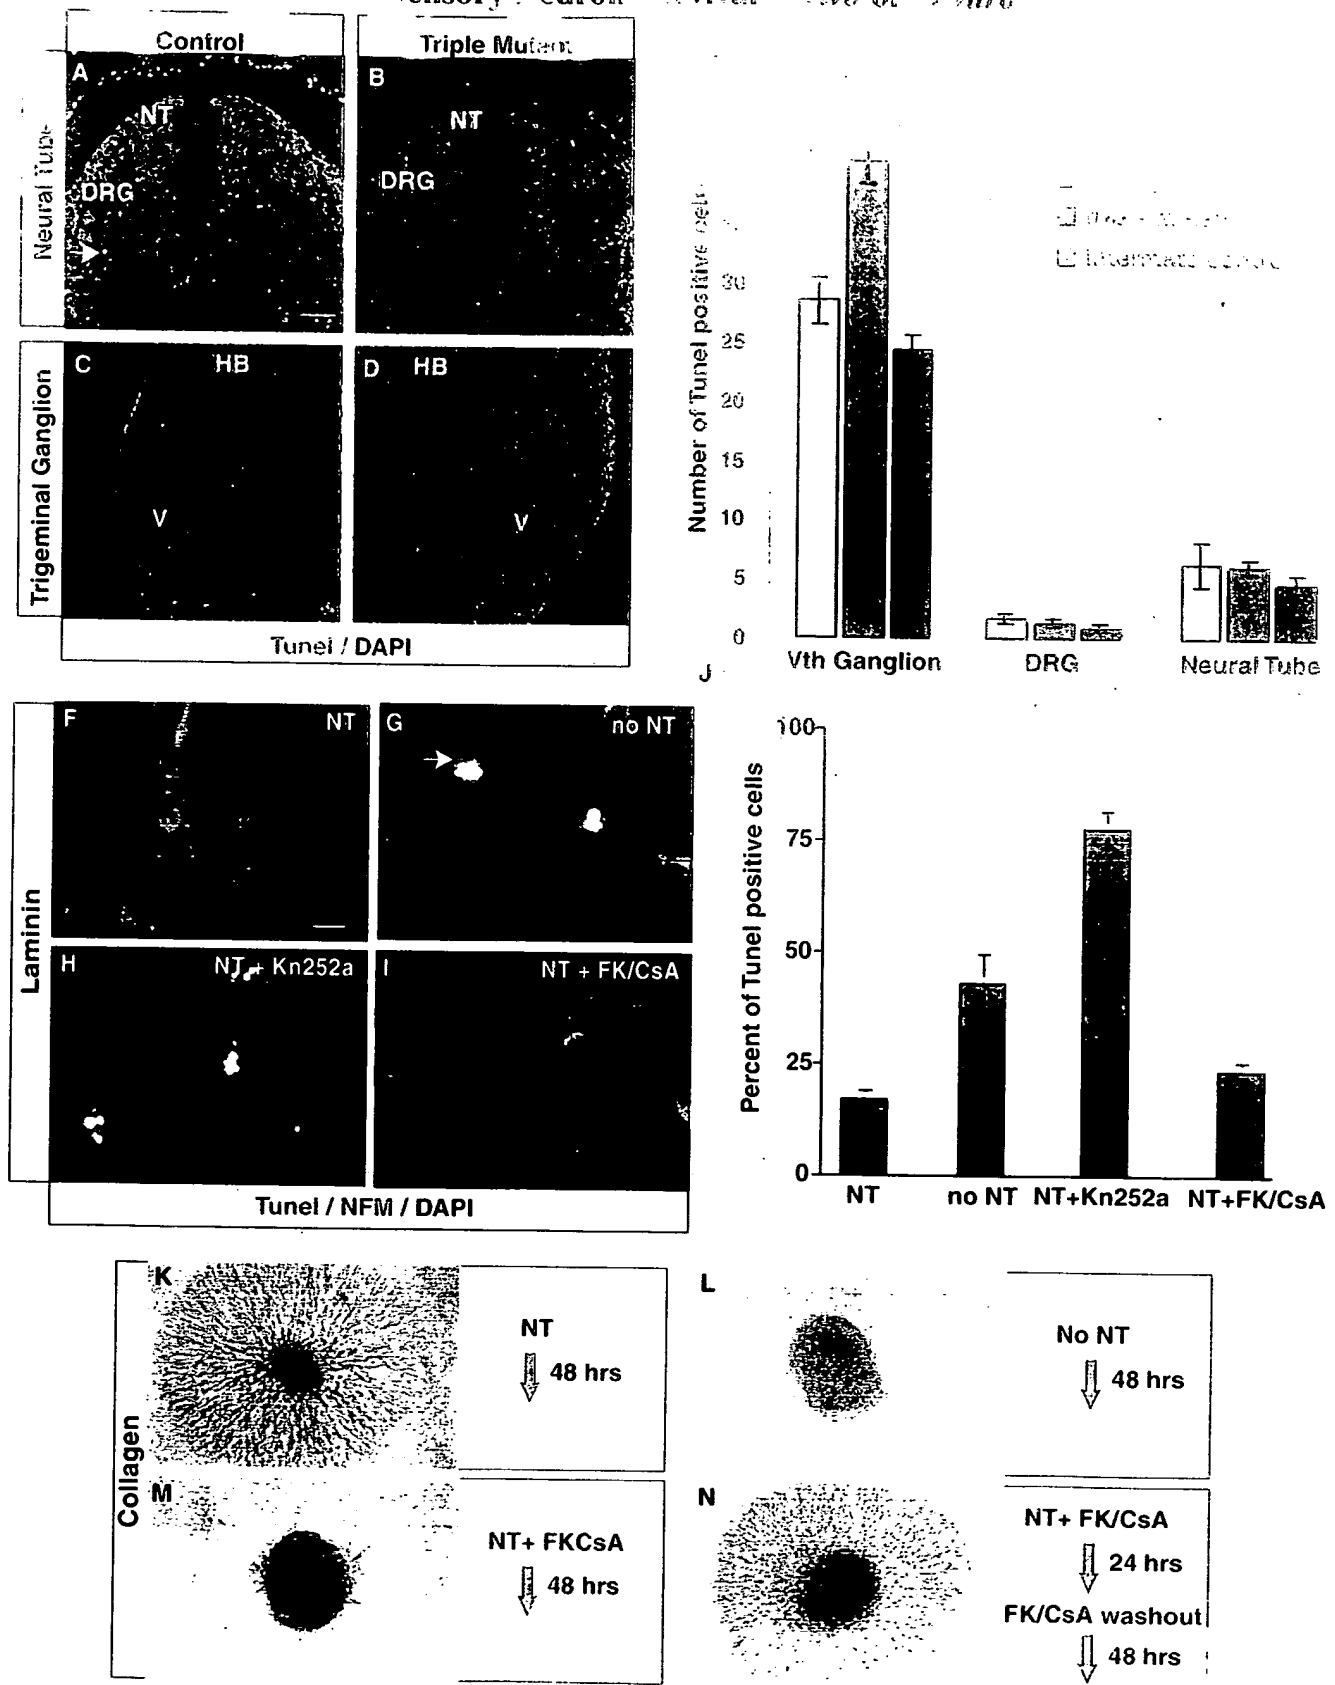 Control
Triple Mutant
Neural Tube
A
NT
DRG
B
NT
DRG
Trigeminal Ganglion
C
HB
V
D
HB
V
Tunel / DAPI
Number of Tunel positive cells
30
25
20
15
10
5
0
Vth Ganglion
DRG
Neural Tube
Laminin
F
NT
G
no NT
H
NT + Kn252a
I
NT + FK/CsA
Tunel / NFM / DAPI
J
Percent of Tunel positive cells
100
75
50
25
0
NT
no NT
NT+Kn252a
NT+FK/CsA
Collagen
K
NT
48 hrs
L
No NT
48 hrs
M
NT+ FKCsA
48 hrs
N
NT+ FK/CsA
24 hrs
FK/CsA washout
48 hrs